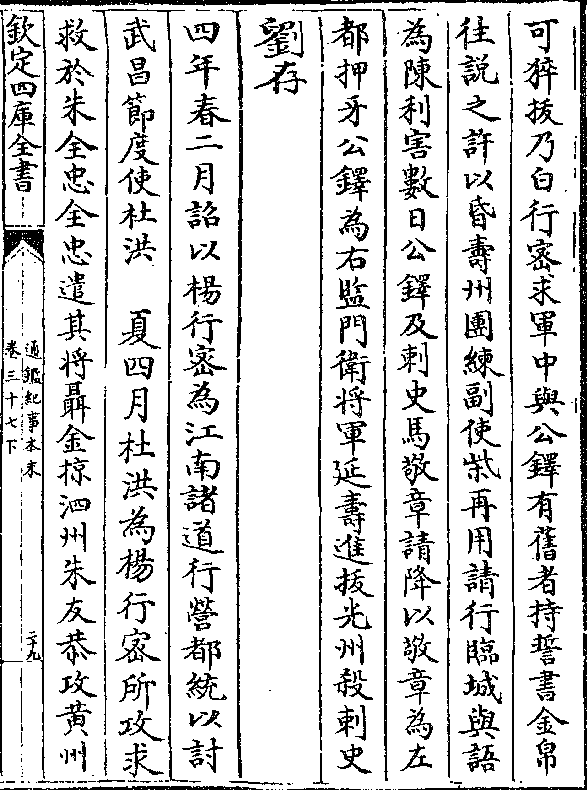 可猝拔乃白行密求軍中與公鐸有舊者持誓書金帛
往說之許以昏壽州團練副使柴再用請行臨城與語
為陳利害數日公鐸及刺史馬敬章請降以敬章為左
都押牙公鐸為右監門衛將軍延壽進拔光州殺刺史
劉存
四年春二月詔以楊行密為江南諸道行營都統以討
武昌節度使杜洪　夏四月杜洪為楊行密所攻求
救於朱全忠全忠遣其將聶金掠泗州朱友恭攻黄州
欽定四庫全書
通鑑紀事本末
卷三十七下
二十九